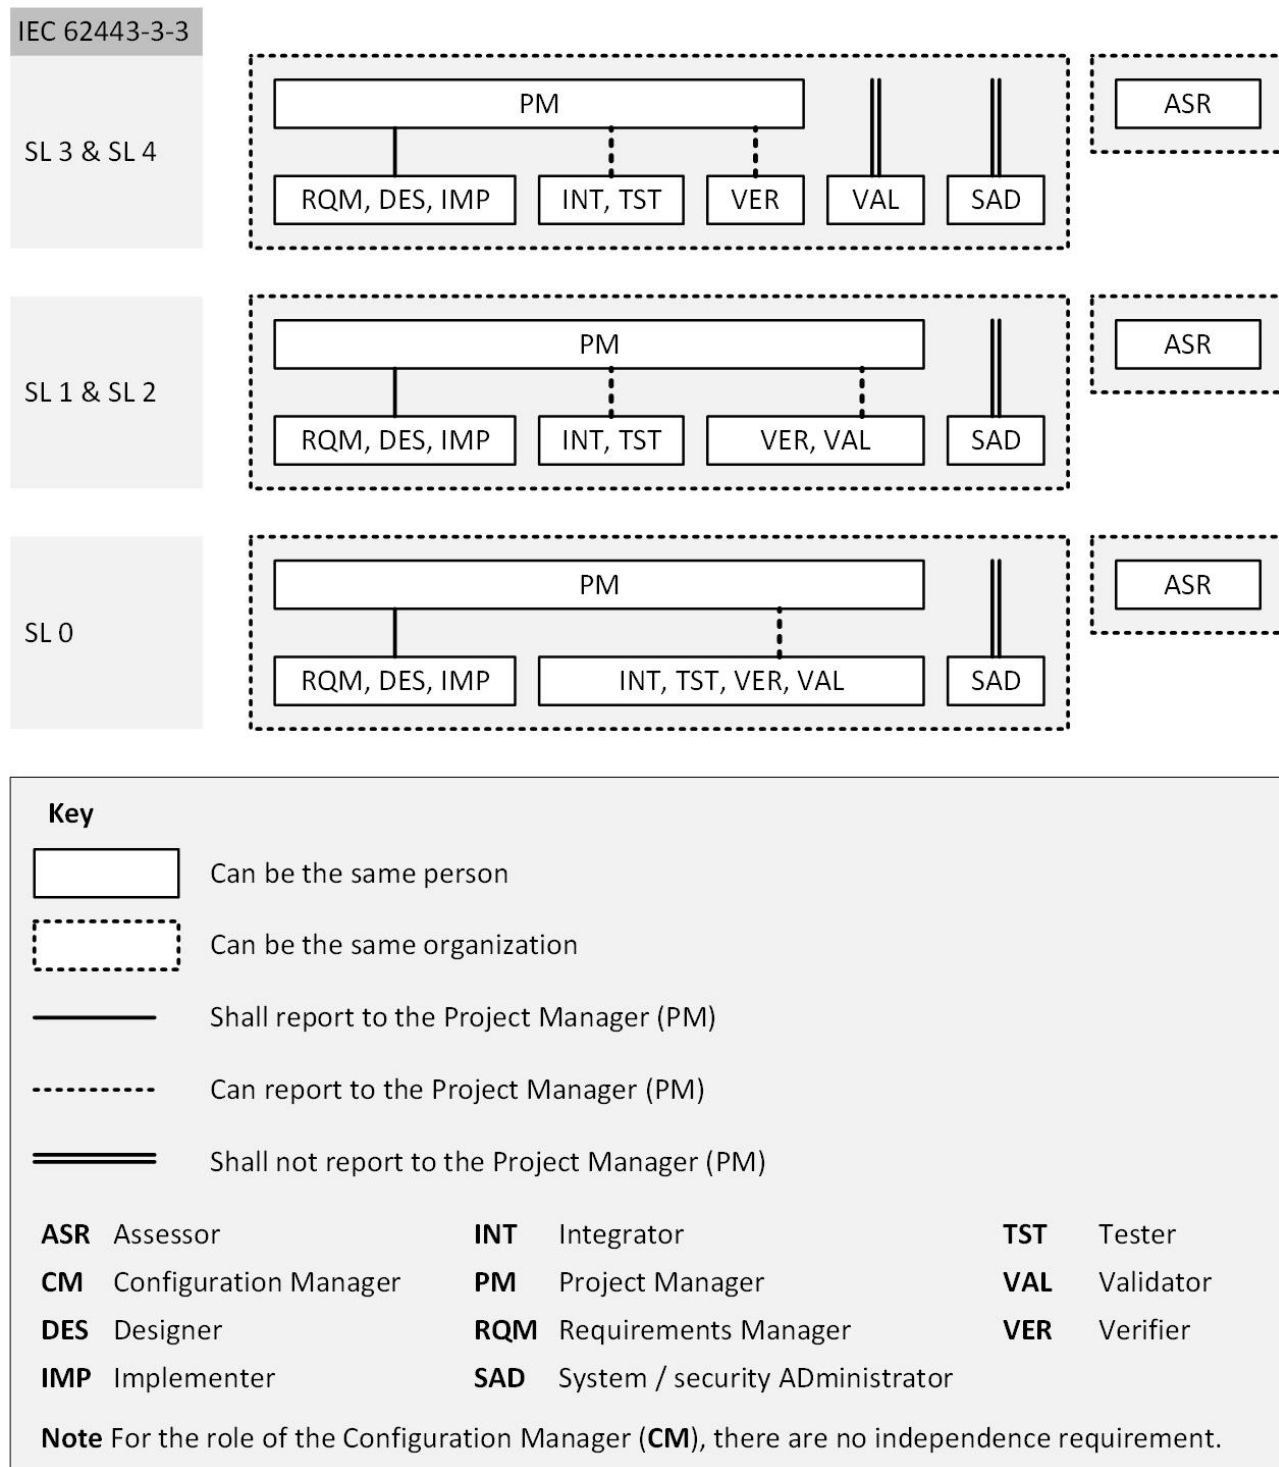 IEC 62443-3-3
SL 3 & SL 4
PM
ASR
RQM, DES, IMP
INT, TST
VER
VAL
SAD
SL 1 & SL 2
PM
ASR
RQM, DES, IMP
INT, TST
VER, VAL
SAD
SL 0
PM
ASR
RQM, DES, IMP
INT, TST, VER, VAL
SAD
Key
Can be the same person
Can be the same organization
Shall report to the Project Manager (PM)
Can report to the Project Manager (PM)
Shall not report to the Project Manager (PM)
ASR Assessor INT Integrator TST Tester
CM Configuration Manager PM Project Manager VAL Validator
DES Designer RQM Requirements Manager VER Verifier
IMP Implementer SAD System / security ADministrator
Note For the role of the Configuration Manager (CM), there are no independence requirement.